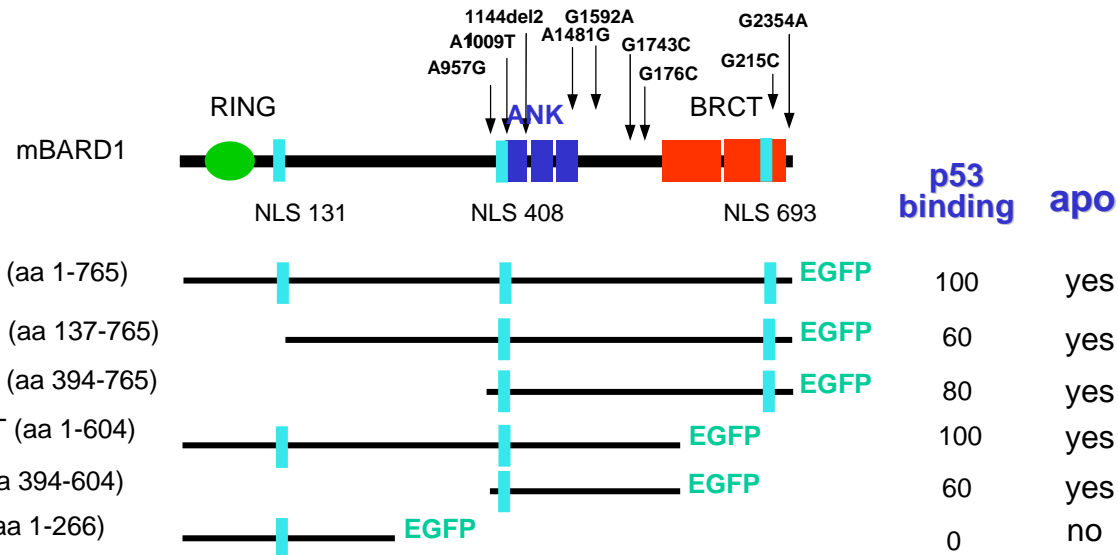 1144del2
G1592A
G2354A
A1009T
A1481G
G1743C
A957G
G176C
G215C
RING
ANK
BRCT
mBARD1
p53
binding
apo
NLS 131
NLS 408
NLS 693
(aa 1-765)
EGFP
100
yes
(aa 137-765)
EGFP
60
yes
(aa 394-765)
EGFP
80
yes
T (aa 1-604)
EGFP
100
yes
a 394-604)
EGFP
60
yes
aa 1-266)
EGFP
0
no